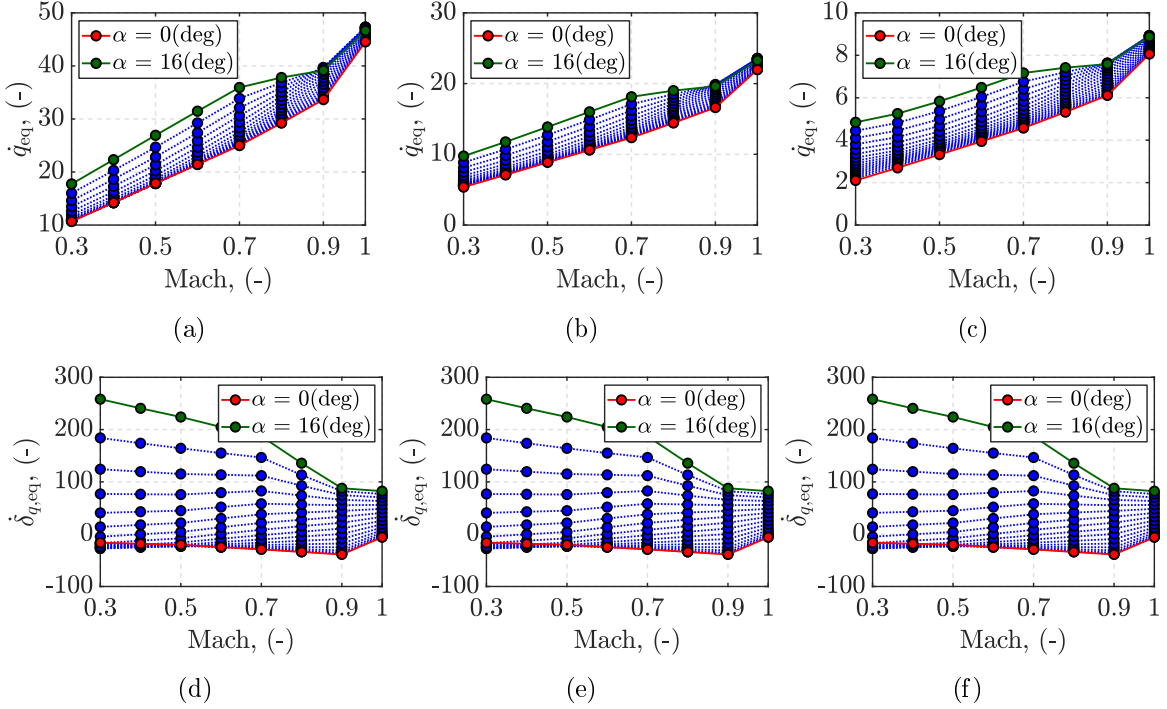 50
40
30
20
10
q̇eq, (-)
α = 0(deg)
α = 16(deg)
0.3 0.5 0.7 0.9 1
Mach, (-)
(a)
30
20
10
0
q̇eq, (-)
α = 0(deg)
α = 16(deg)
0.3 0.5 0.7 0.9 1
Mach, (-)
(b)
10
8
6
4
2
0
q̇eq, (-)
α = 0(deg)
α = 16(deg)
0.3 0.5 0.7 0.9 1
Mach, (-)
(c)
300
200
100
0
-100
δ̇q,eq, (-)
α = 0(deg)
α = 16(deg)
0.3 0.5 0.7 0.9 1
Mach, (-)
(d)
300
200
100
0
-100
δ̇q,eq, (-)
α = 0(deg)
α = 16(deg)
0.3 0.5 0.7 0.9 1
Mach, (-)
(e)
300
200
100
0
-100
δ̇q,eq, (-)
α = 0(deg)
α = 16(deg)
0.3 0.5 0.7 0.9 1
Mach, (-)
(f)